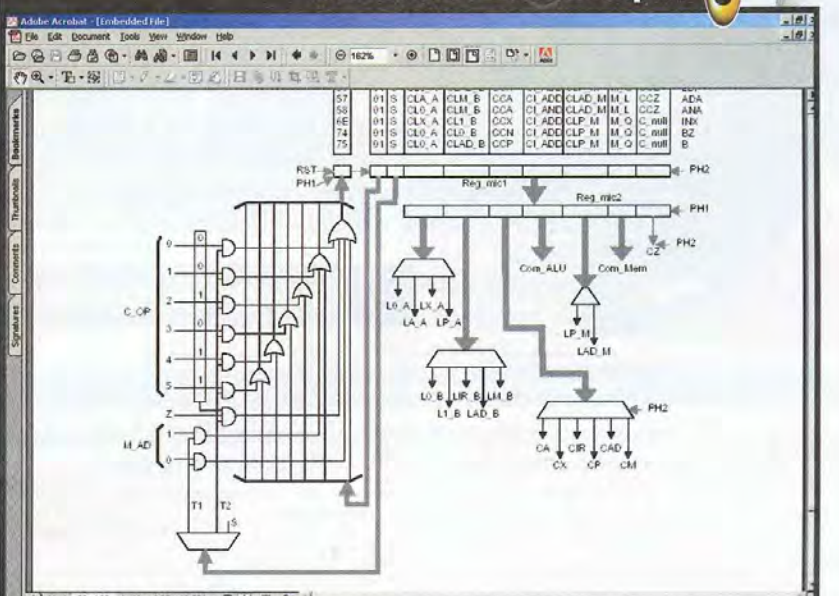 Adobe Acrobat - [Embedded File]
File Edit Document Tools View Window Help
162%
57 01 S CLA_A CLM_B CCA CI_ADD CLAD_M M_L CCZ ADA
58 01 S CLA_A CLM_B CCA CI_AND CLAD_M M_L CCZ ANA
6E 01 S CLX_A CL1_B CCX CI_ADD CLP_M M_Q C_null INX
74 01 S CL0_A CL0_B CCN CI_ADD CLP_M M_Q C_null BZ
75 01 S CL0_A CLAD_B CCP CI_ADD CLP_M M_Q C_null B
RST
PH1
PH2
Reg_mic1
Reg_mic2
PH1
PH2
CZ
Com_ALU
Com_Mem
L0_A LX_A
LA_A LP_A
LP_M
LAD_M
L0_B LIR_B LM_B
L1_B LAD_B
PH2
CA CIR CAD
CX CP CM
C_OP
0
1
2
3
4
5
0
0
1
0
1
1
Z
M_AD
1
0
T1 T2
S
Bookmarks
Thumbnails
Comments
Signatures